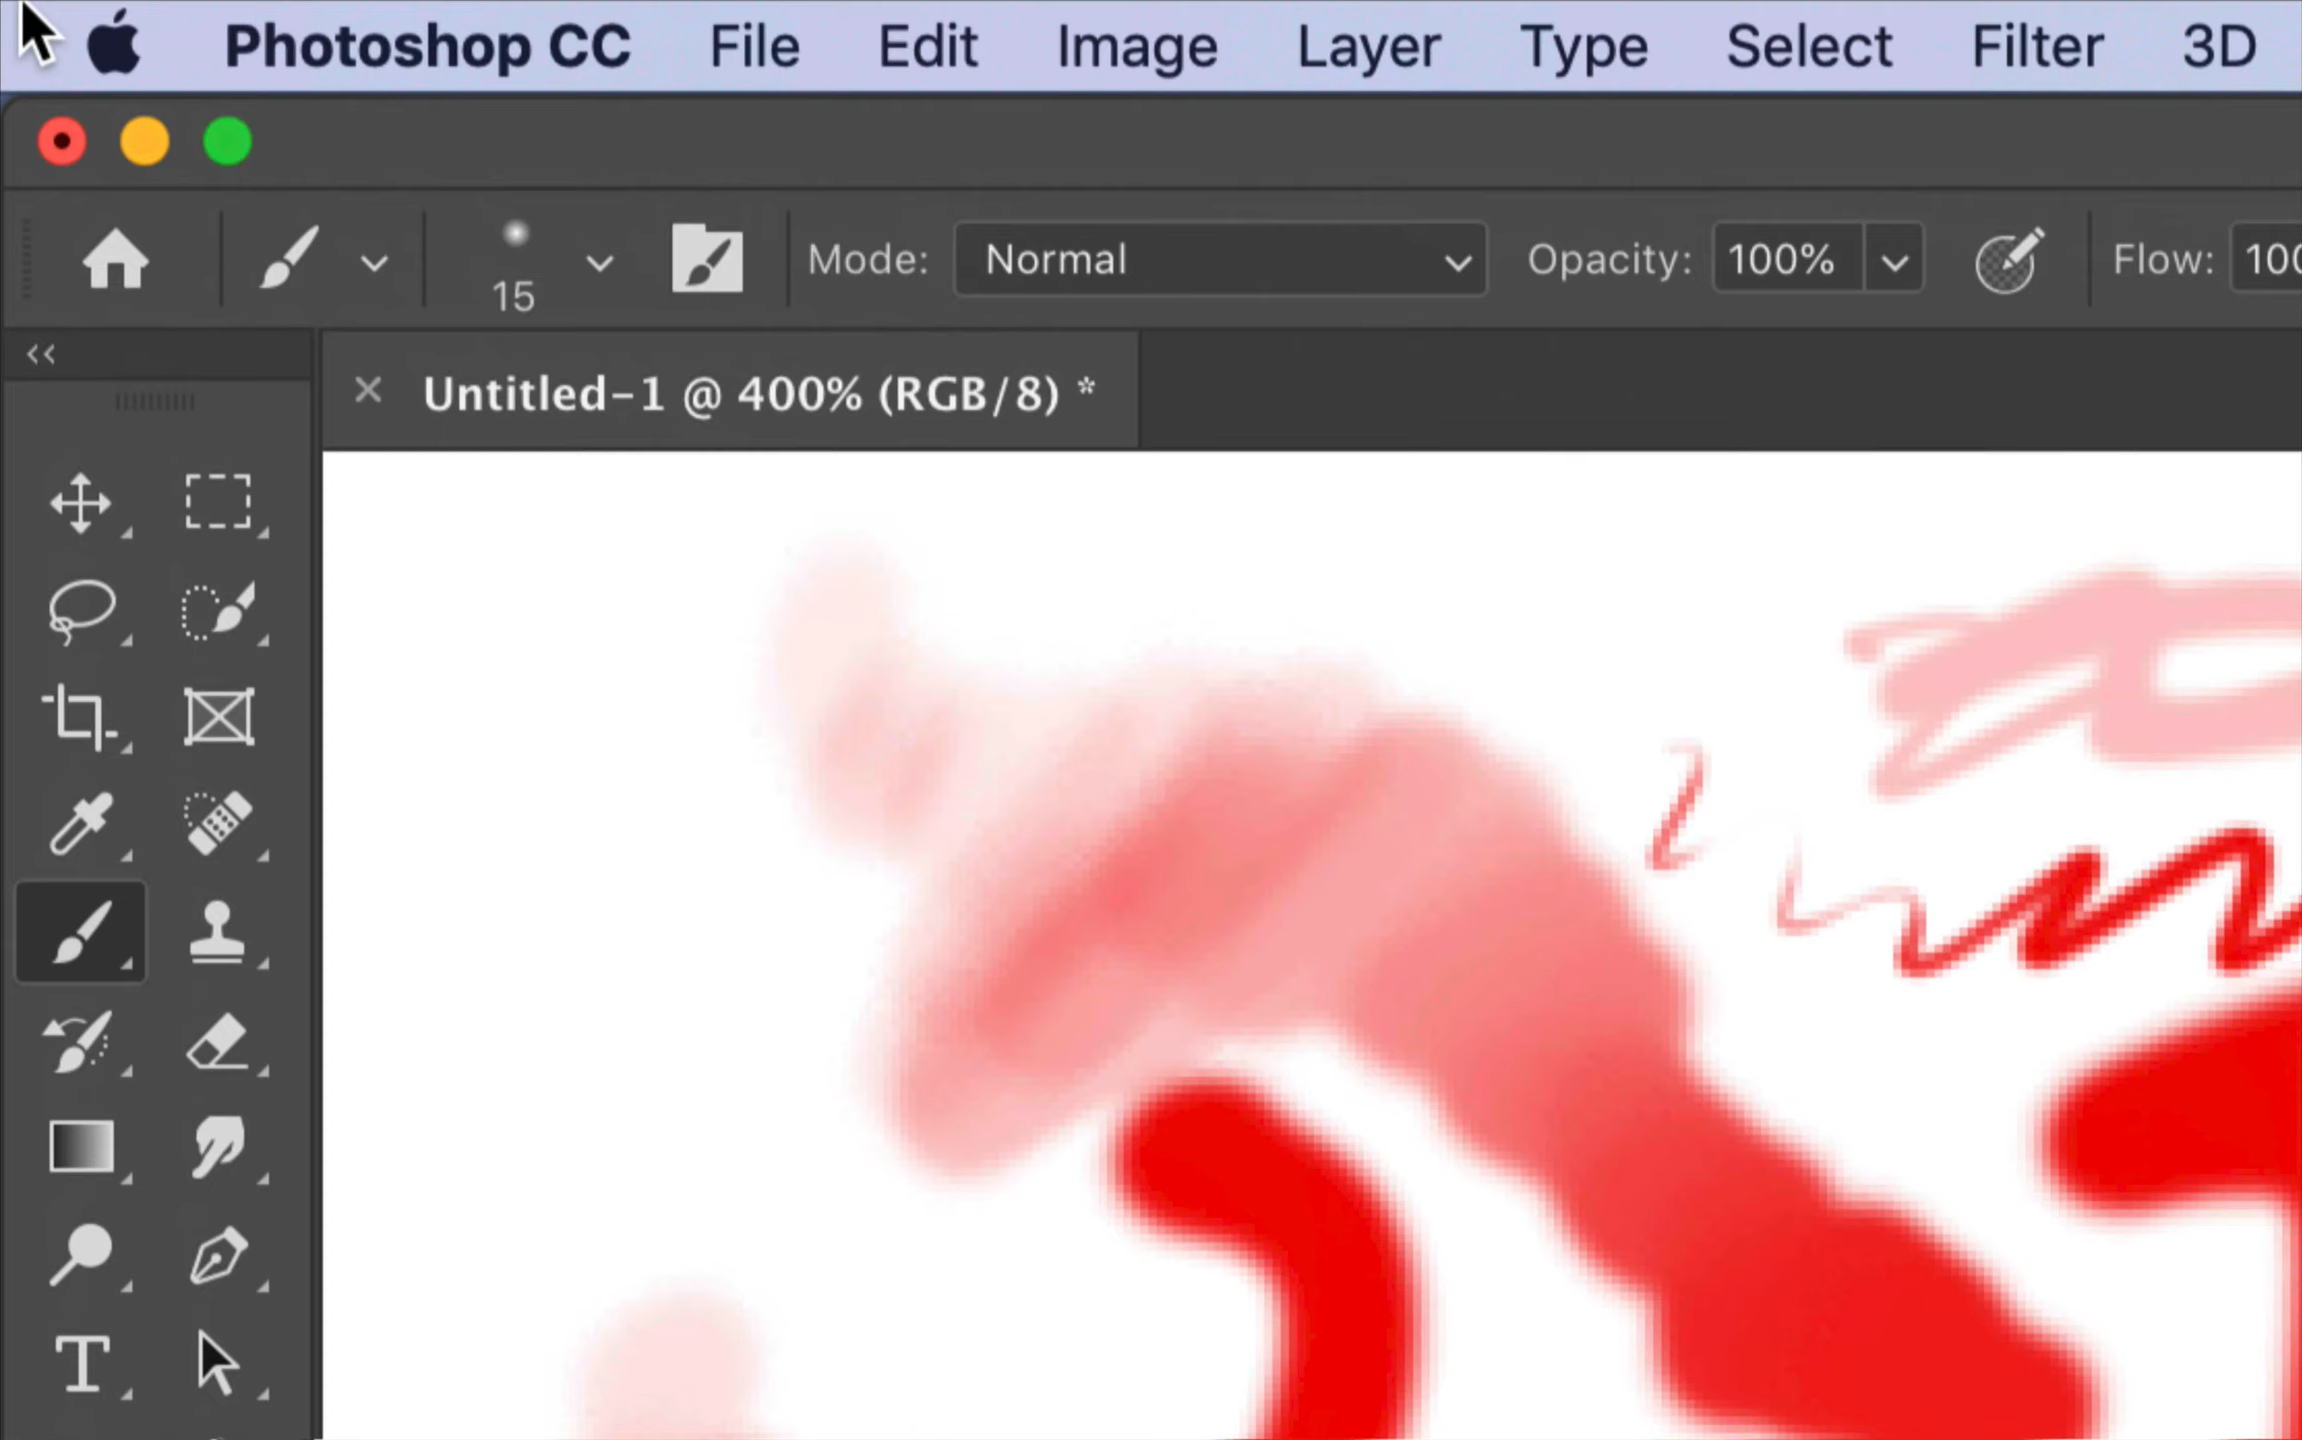 Photoshop CC File Edit Image Layer Type Select Filter 3D
15 Mode: Normal Opacity: 100% Flow: 100
Untitled-1 @ 400% (RGB/8) *